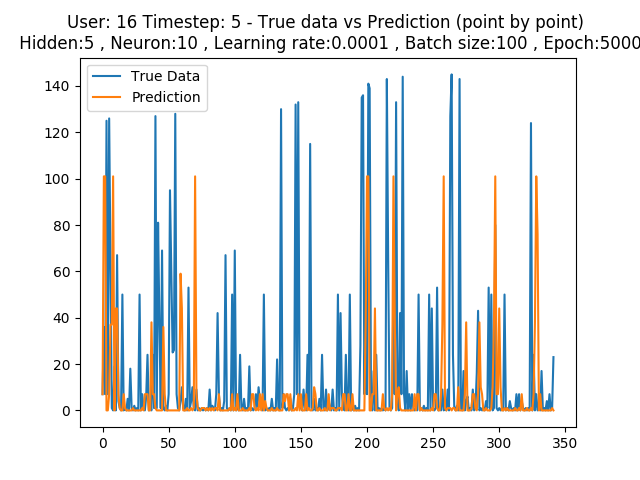 User: 16 Timestep: 5 - True data vs Prediction (point by point)
Hidden:5 , Neuron:10 , Learning rate:0.0001 , Batch size:100 , Epoch:5000
True Data
Prediction
140
120
100
80
60
40
20
0
0 50 100 150 200 250 300 350